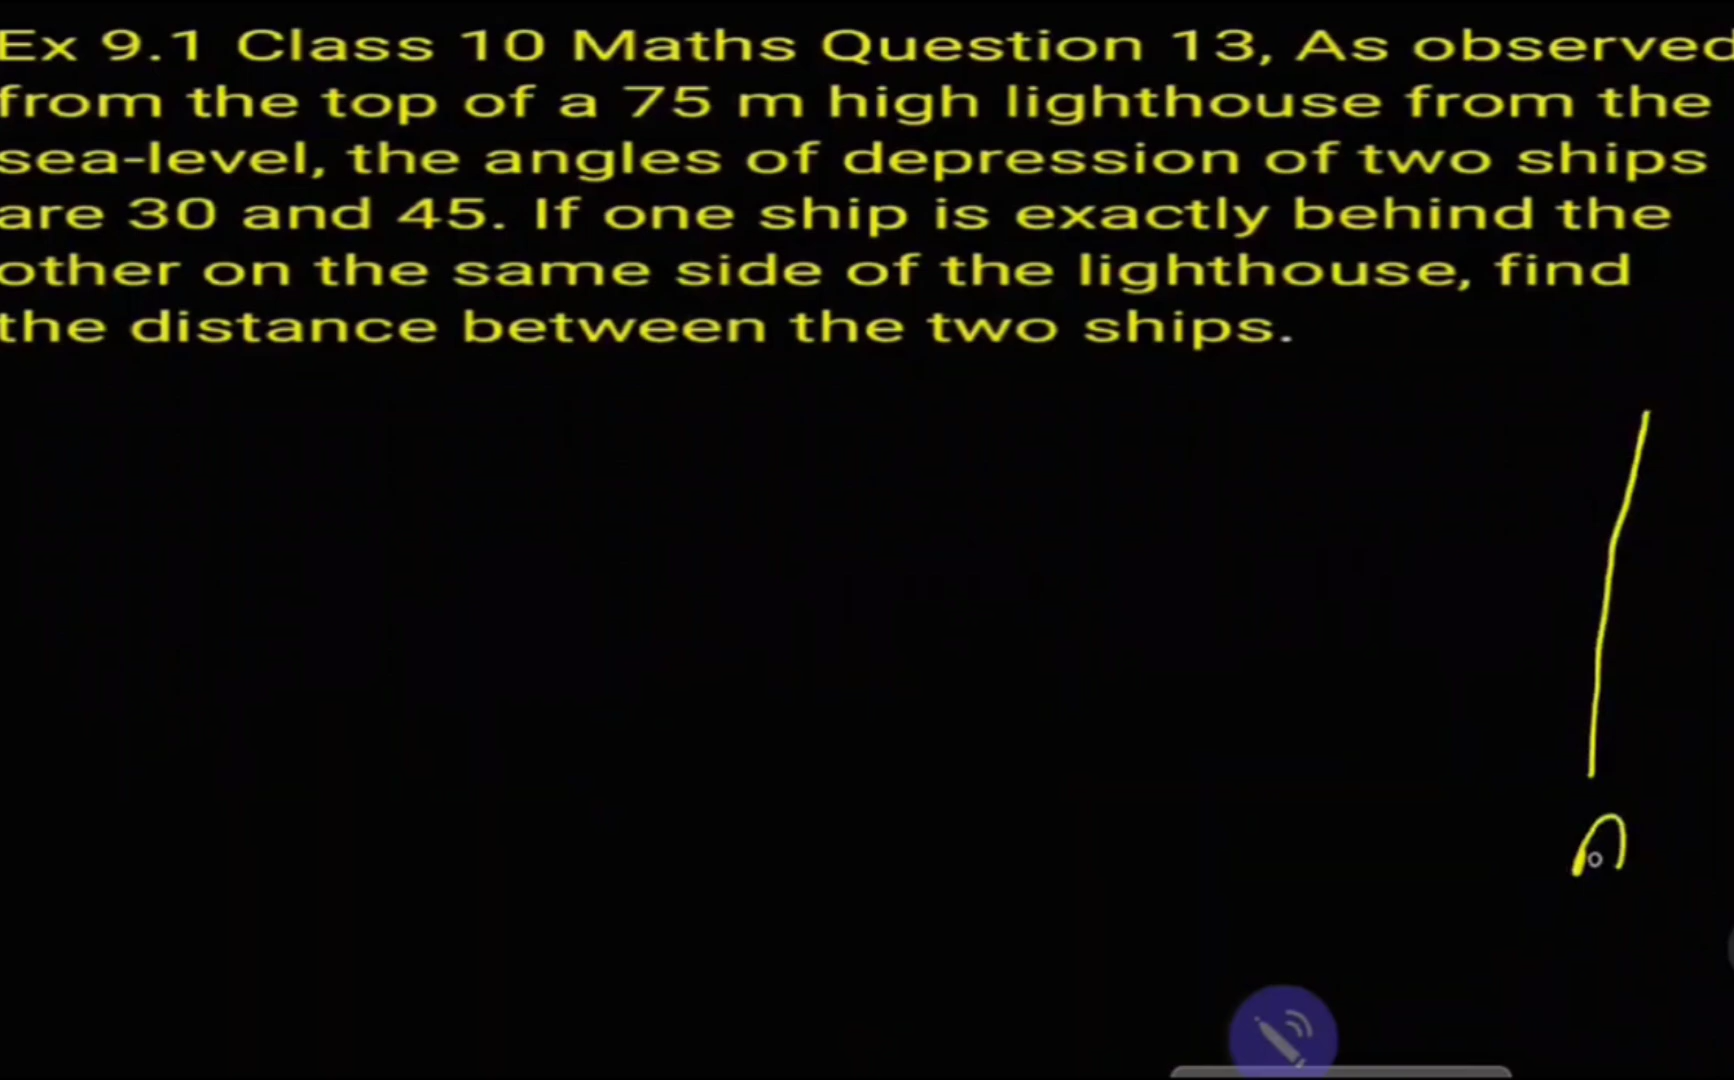 Ex 9.1 Class 10 Maths Question 13, As observed
from the top of a 75 m high lighthouse from the
sea-level, the angles of depression of two ships
are 30 and 45. If one ship is exactly behind the
other on the same side of the lighthouse, find
the distance between the two ships.